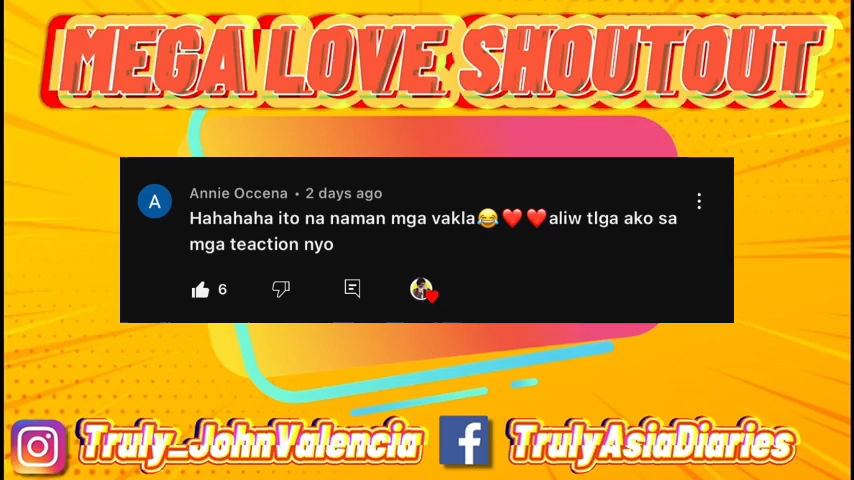 MEGA LOVE SHOUTOUT
A
Annie Occena • 2 days ago
Hahahaha ito na naman mga vakla😂❤️❤️aliw tlga ako sa
mga teaction nyo
6
Truly_JohnValencia
TrulyAsiaDiaries